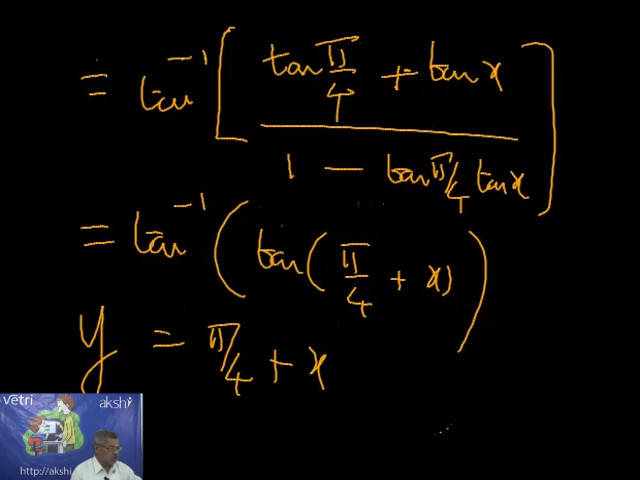 = tan⁻¹ [ (tan π/4 + tan x) / (1 − tan π/4 tan x) ]
= tan⁻¹ ( tan ( π/4 + x ) )
y = π/4 + x
vetri akshi
http://akshi